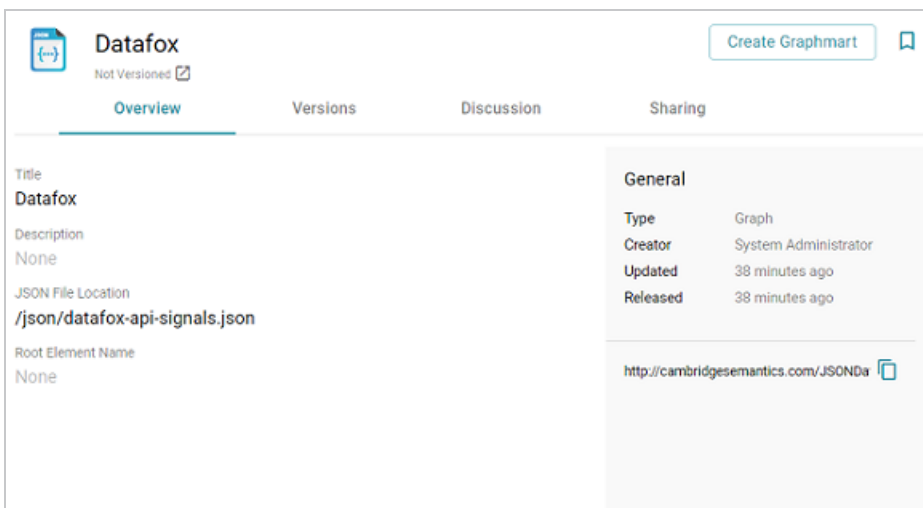 JSON
{---}
Datafox
Create Graphmart
Not Versioned
Overview Versions Discussion Sharing
Title
Datafox
Description
None
JSON File Location
/json/datafox-api-signals.json
Root Element Name
None
General
Type Graph
Creator System Administrator
Updated 38 minutes ago
Released 38 minutes ago
http://cambridgesemantics.com/JSONDa